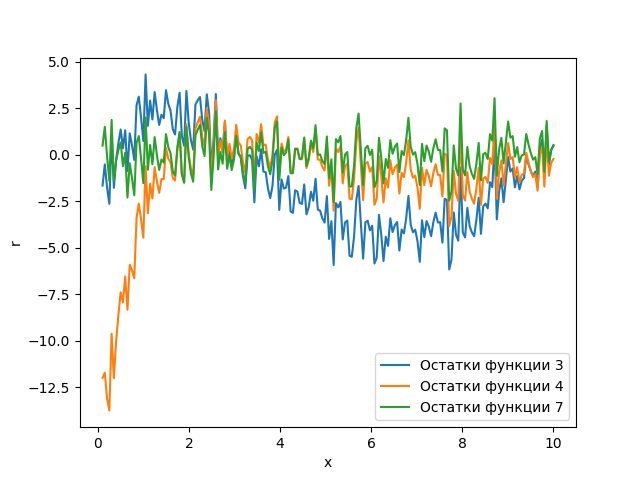 5.0
2.5
0.0
−2.5
−5.0
−7.5
−10.0
−12.5
r
0 2 4 6 8 10
x
Остатки функции 3
Остатки функции 4
Остатки функции 7